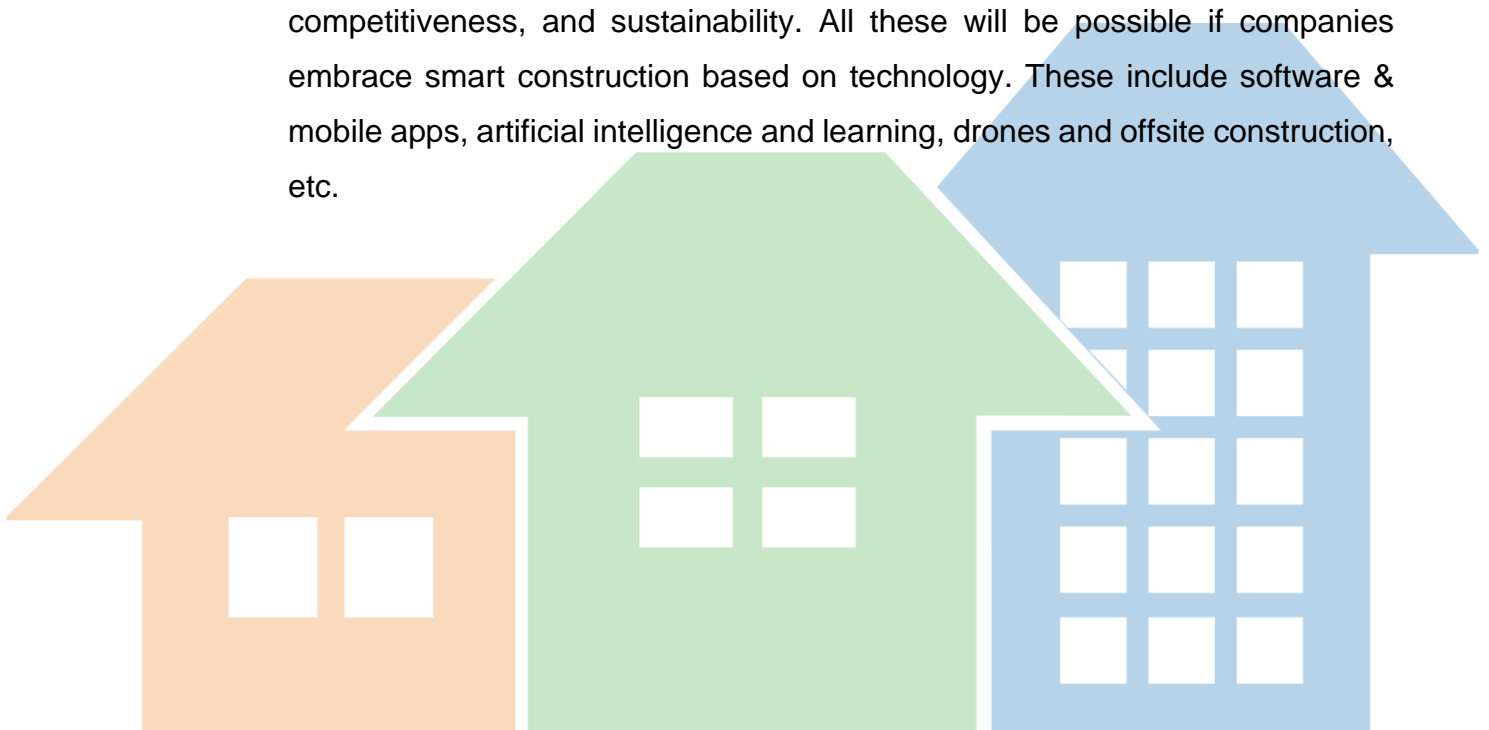 competitiveness, and sustainability. All these will be possible if companies
embrace smart construction based on technology. These include software &
mobile apps, artificial intelligence and learning, drones and offsite construction,
etc.